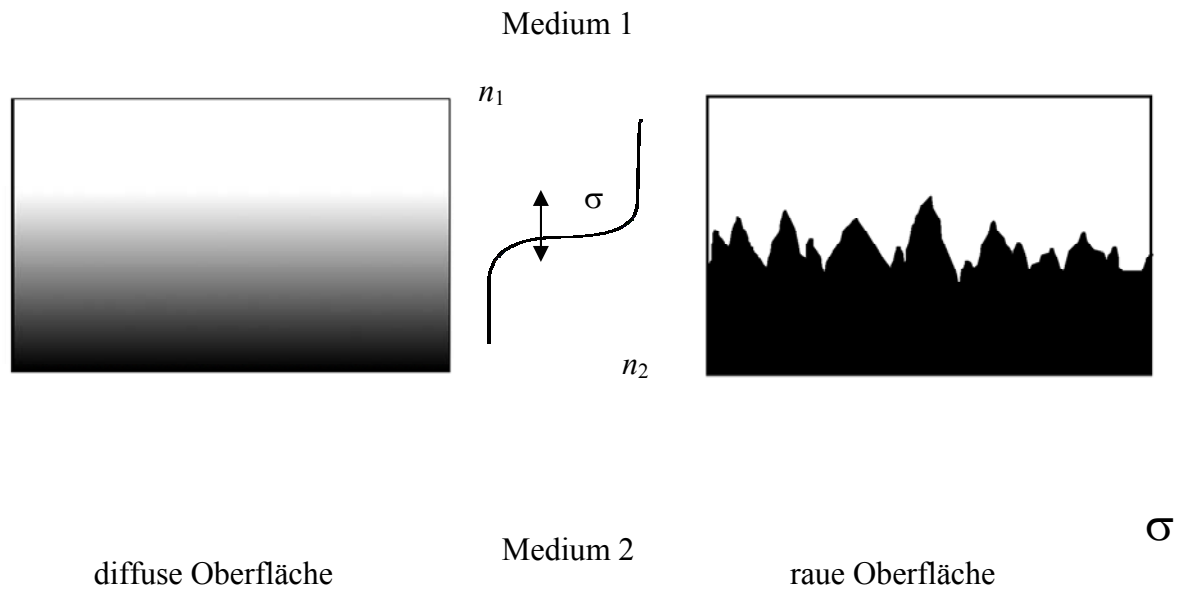 Medium 1
n1
σ
n2
σ
Medium 2
diffuse Oberfläche
raue Oberfläche